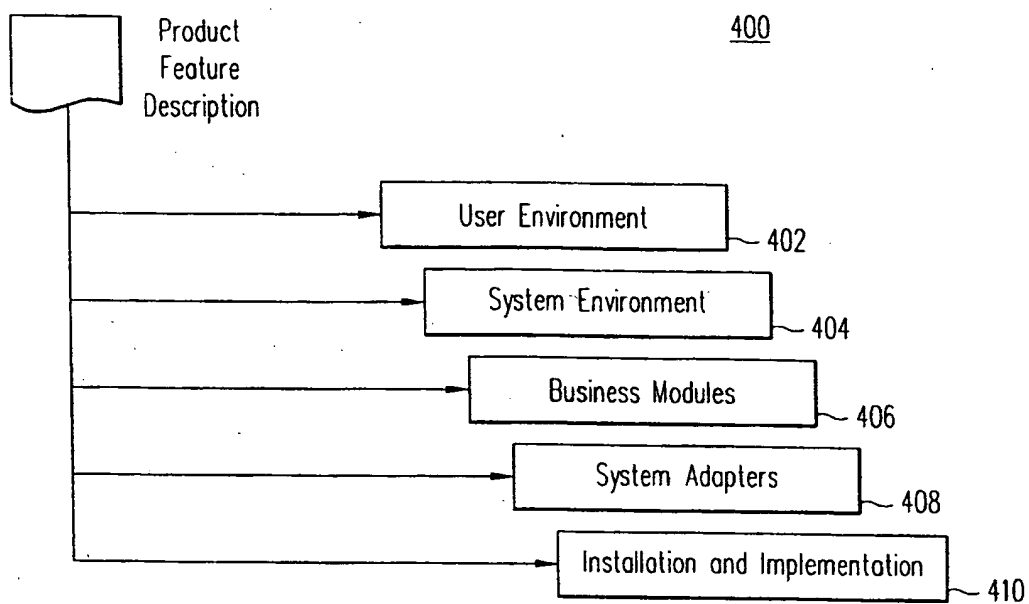 Product
Feature
Description
400
User Environment
402
System Environment
404
Business Modules
406
System Adapters
408
Installation and Implementation
410